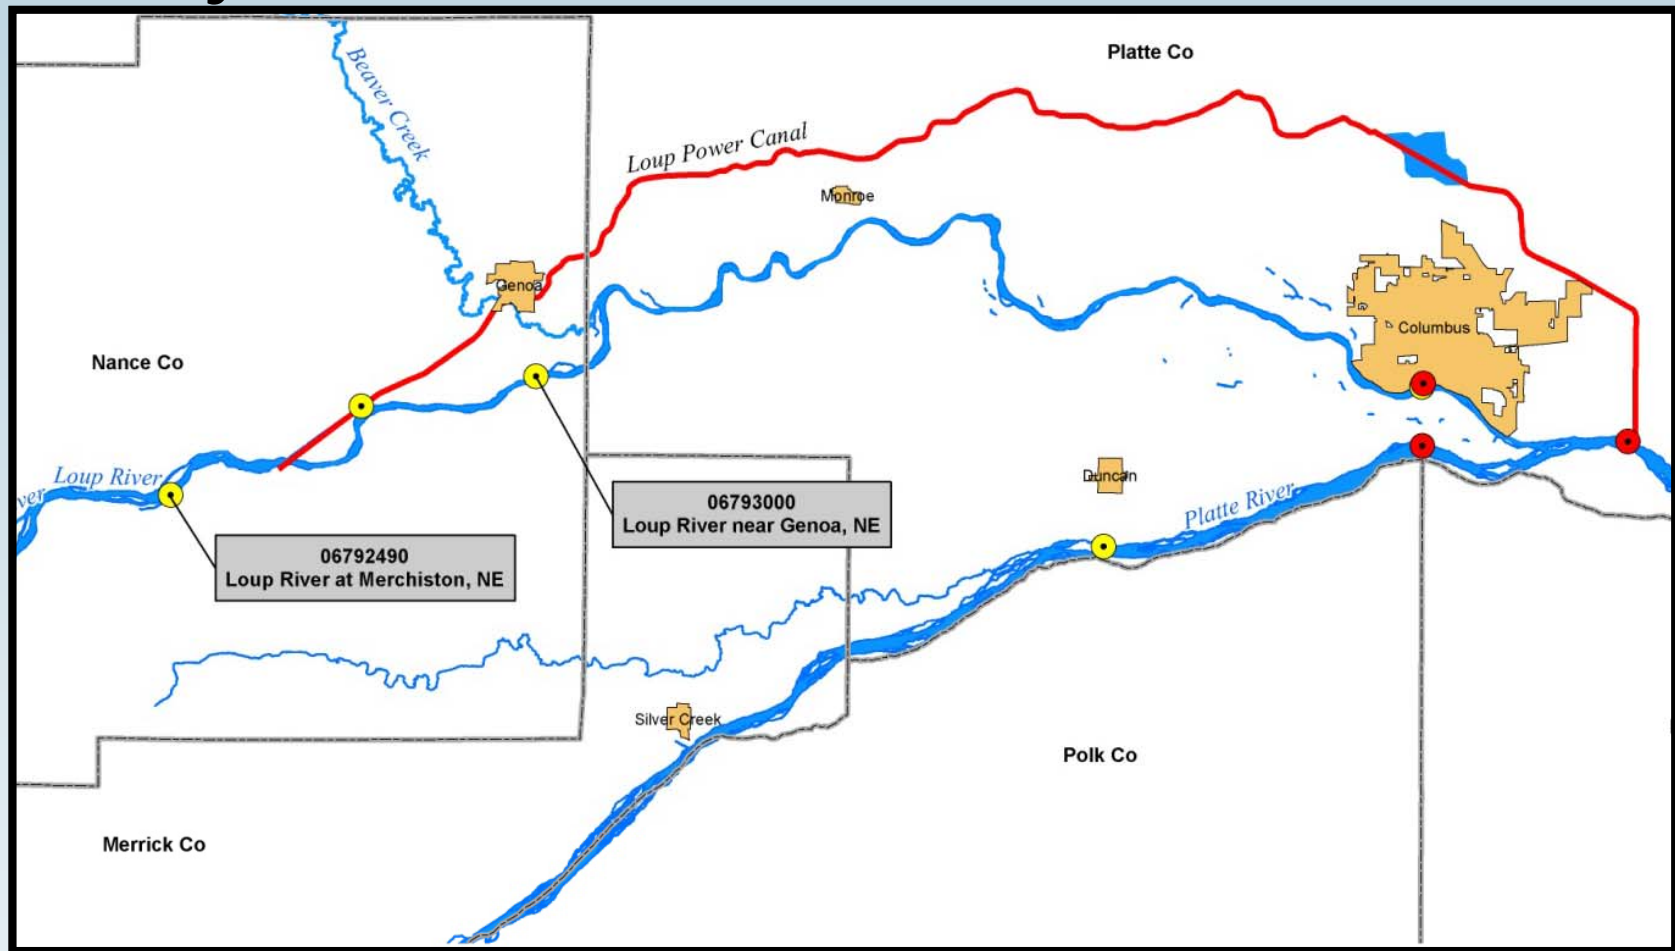 Platte Co
Beaver Creek
Loup Power Canal
Monroe
Genoa
Columbus
Nance Co
Loup River
ver
Duncan
06793000
Loup River near Genoa, NE
Platte River
06792490
Loup River at Merchiston, NE
Silver Creek
Polk Co
Merrick Co